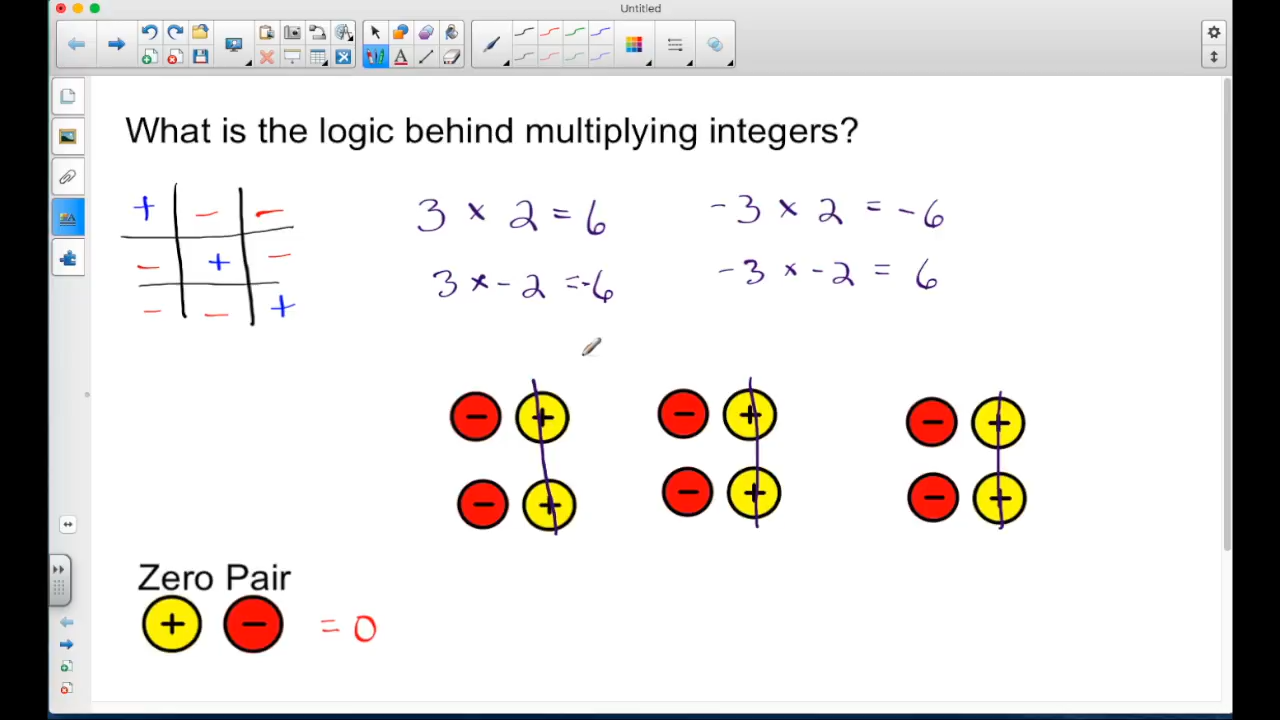 Untitled
What is the logic behind multiplying integers?
+ − −
− + −
− − +
3 × 2 = 6
3 × - 2 = -6
-3 × 2 = -6
-3 × -2 = 6
− + − + − +
− + − + − +
Zero Pair
+ − = 0